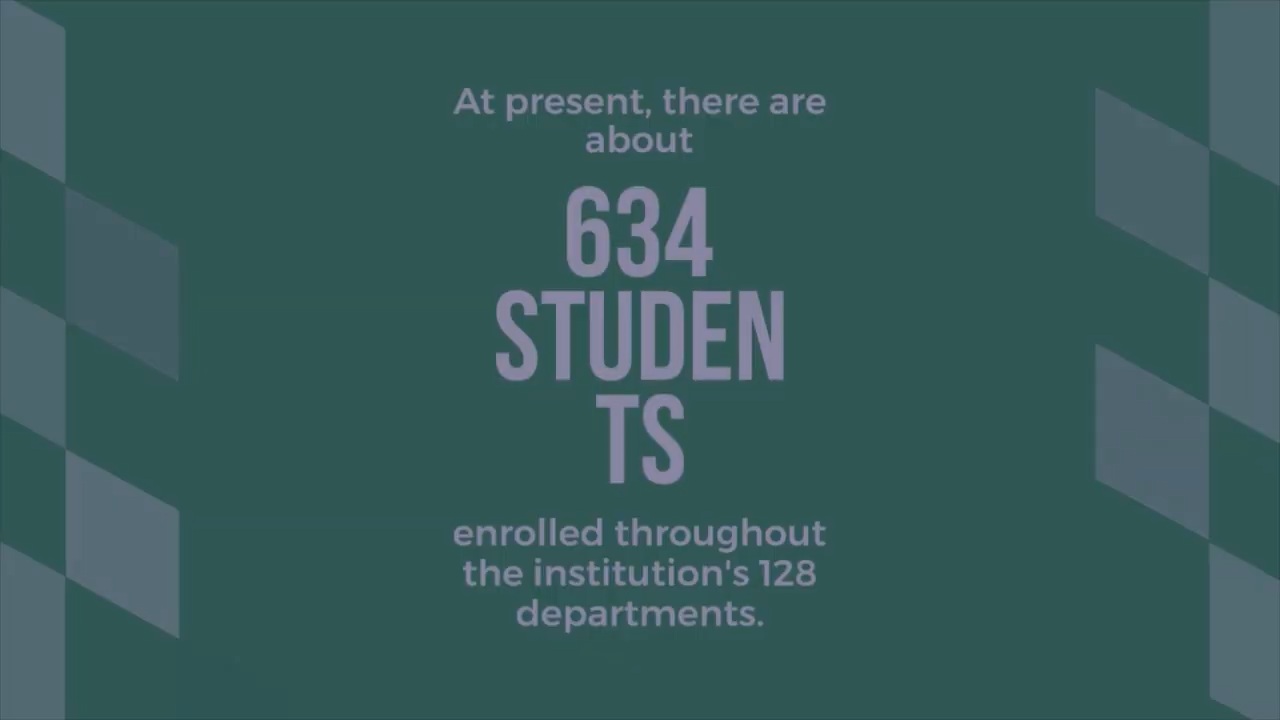 At present, there are
about
634
STUDEN
TS
enrolled throughout
the institution's 128
departments.